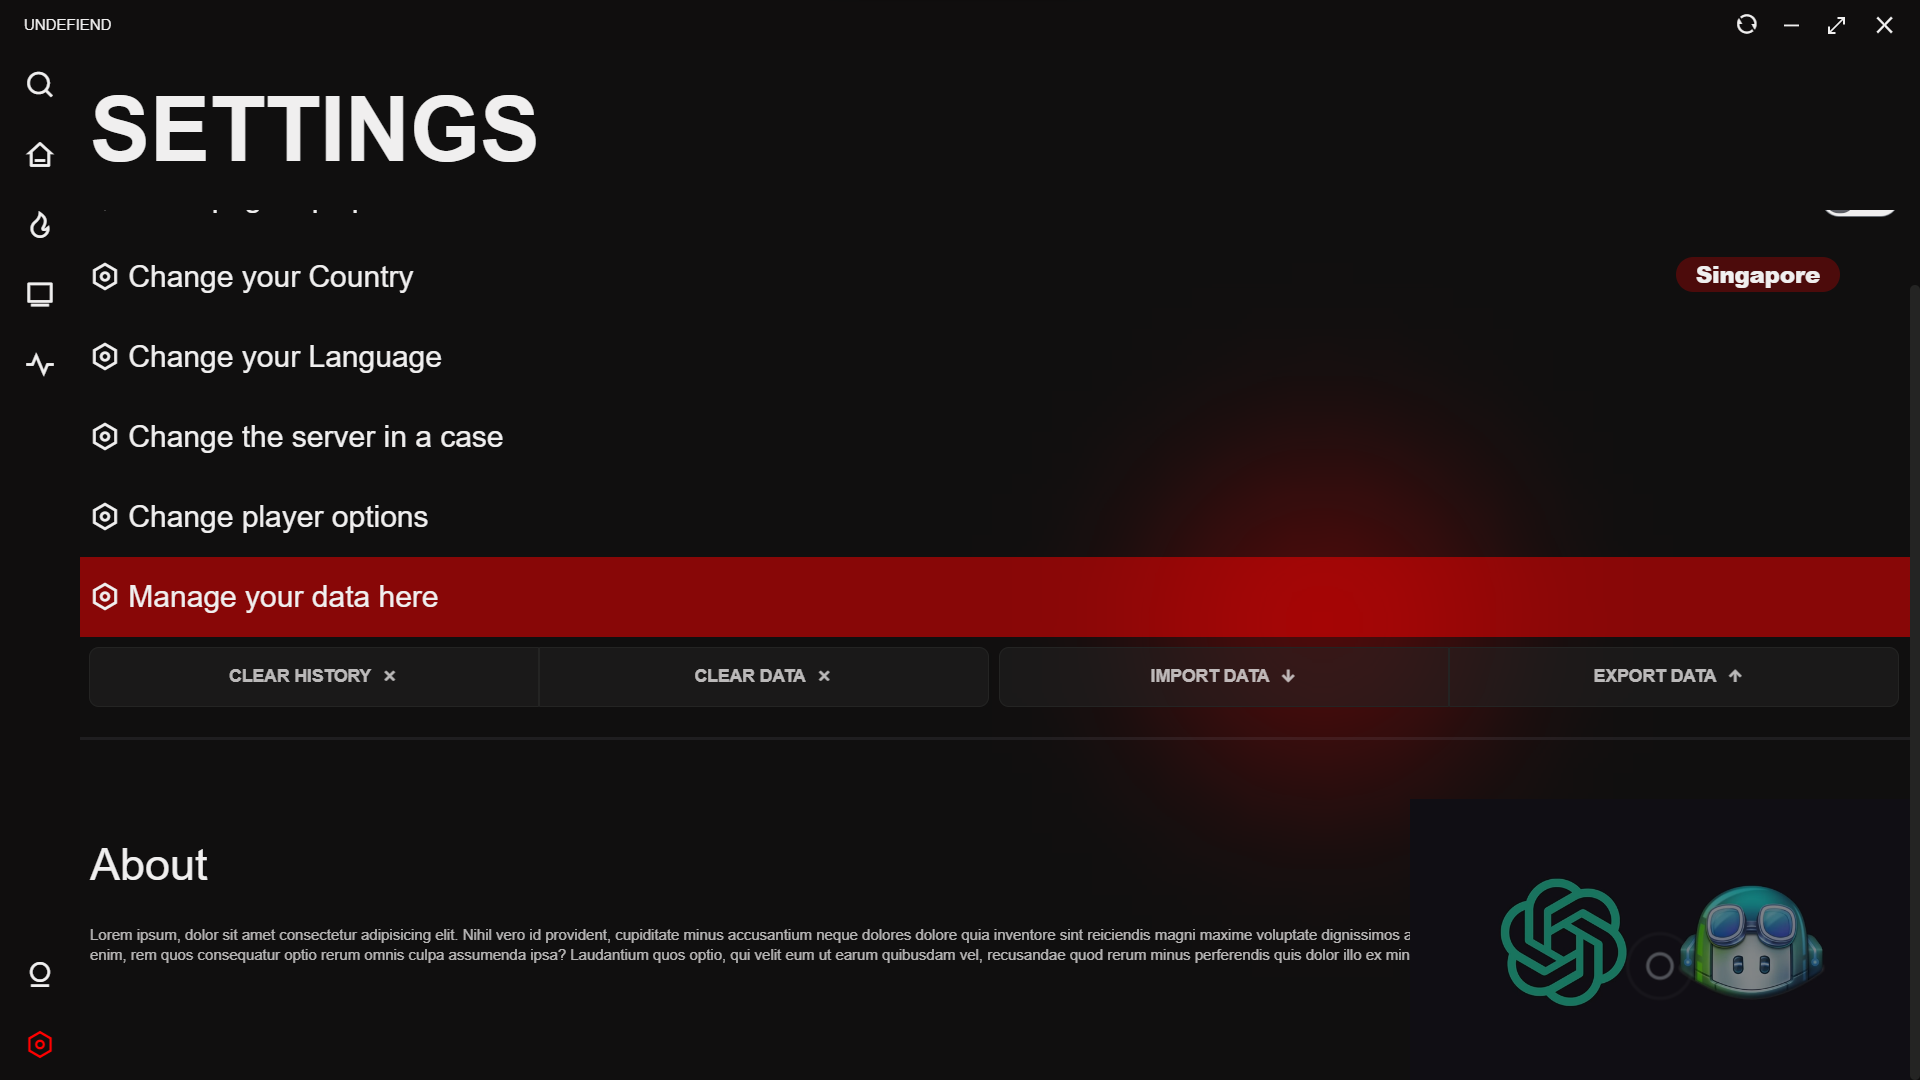 UNDEFIEND
SETTINGS
Change your Country
Singapore
Change your Language
Change the server in a case
Change player options
Manage your data here
CLEAR HISTORY
CLEAR DATA
IMPORT DATA
EXPORT DATA
About
Lorem ipsum, dolor sit amet consectetur adipisicing elit. Nihil vero id provident, cupiditate minus accusantium neque dolores dolore quia inventore sint reiciendis magni maxime voluptate dignissimos a
enim, rem quos consequatur optio rerum omnis culpa assumenda ipsa? Laudantium quos optio, qui velit eum ut earum quibusdam vel, recusandae quod rerum minus perferendis quis dolor illo ex min